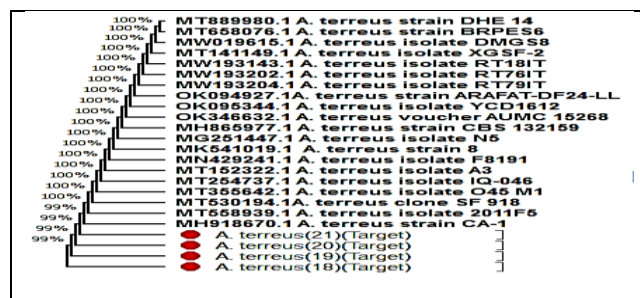 100% MT889980.1 A. terreus strain DHE 14
100% MT658076.1 A. terreus strain BRPES6
100% MW019615.1 A. terreus isolate DMGS8
100% MT141149.1 A. terreus isolate XGSF-2
100% MW193143.1 A. terreus isolate RT18IT
100% MW193202.1 A. terreus isolate RT76IT
100% MW193204.1 A. terreus isolate RT79IT
100% OK094927.1 A. terreus strain ARAFAT-DF24-LL
100% OK095344.1 A. terreus isolate YCD1612
100% OK346632.1 A. terreus voucher AUMC 15268
100% MH865977.1 A. terreus strain CBS 132159
100% MG251447.1 A. terreus isolate N5
100% MK541019.1 A. terreus strain 8
100% MN429241.1 A. terreus isolate F8191
100% MT152322.1 A. terreus isolate A3
100% MT254737.1 A. terreus isolate IQ-046
100% MT355642.1 A. terreus isolate O45 M1
99% MT530194.1 A. terreus clone SF 918
99% MT558939.1 A. terreus isolate 2011F5
99% MH918670.1 A. terreus strain CA-1
99% A. terreus(21)(Target)
A. terreus(20)(Target)
A. terreus(19)(Target)
A. terreus(18)(Target)